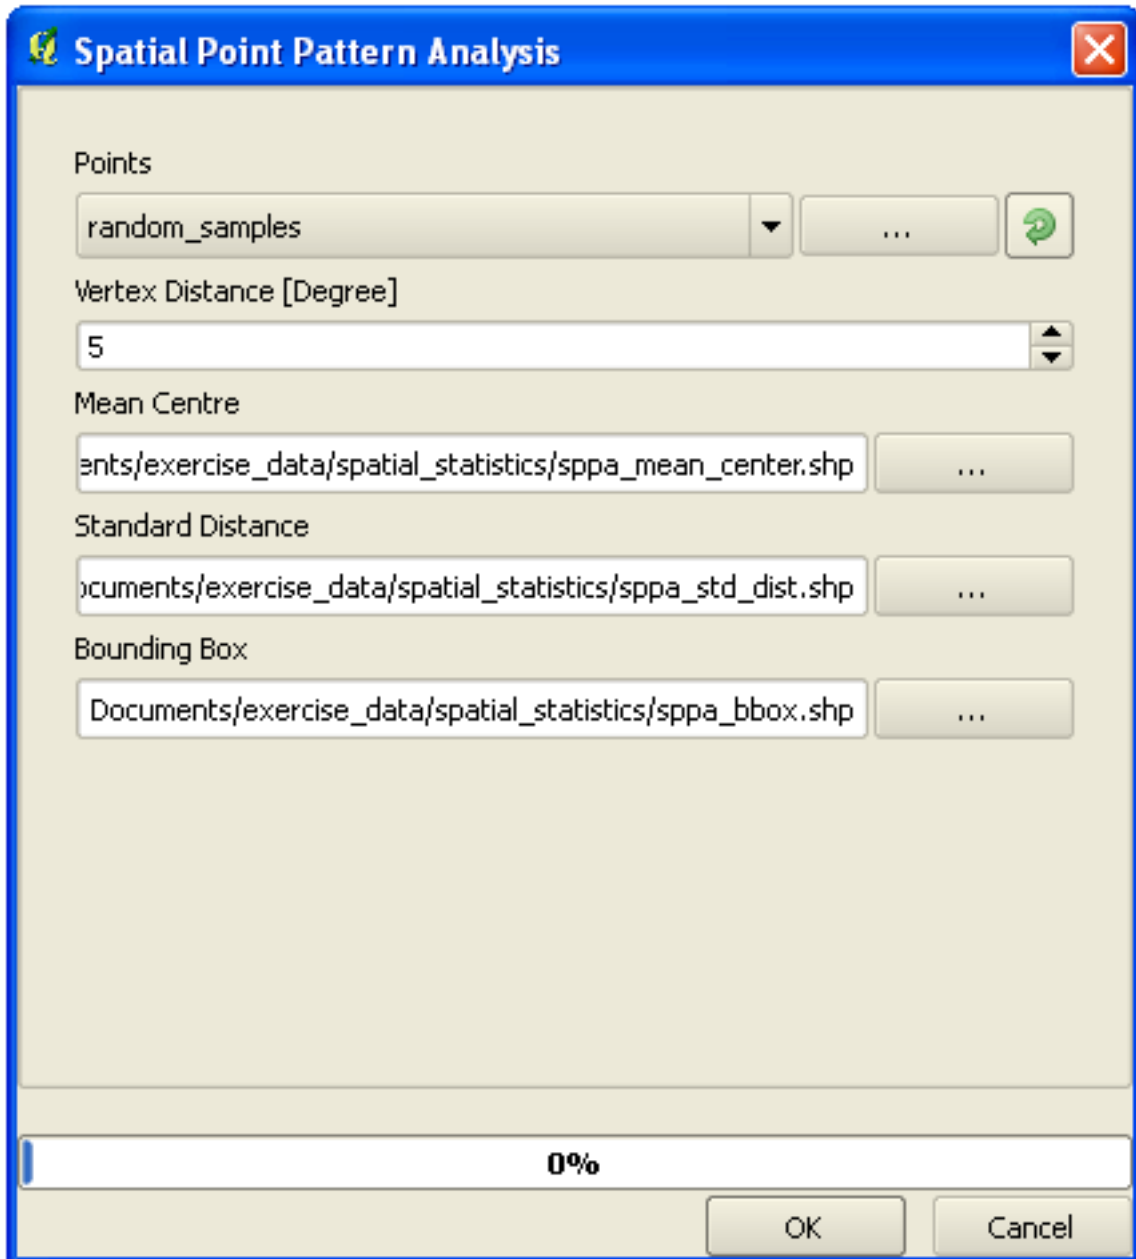 Spatial Point Pattern Analysis
Points
random_samples
...
Vertex Distance [Degree]
5
Mean Centre
ents/exercise_data/spatial_statistics/sppa_mean_center.shp
...
Standard Distance
ocuments/exercise_data/spatial_statistics/sppa_std_dist.shp
...
Bounding Box
Documents/exercise_data/spatial_statistics/sppa_bbox.shp
...
0%
OK
Cancel